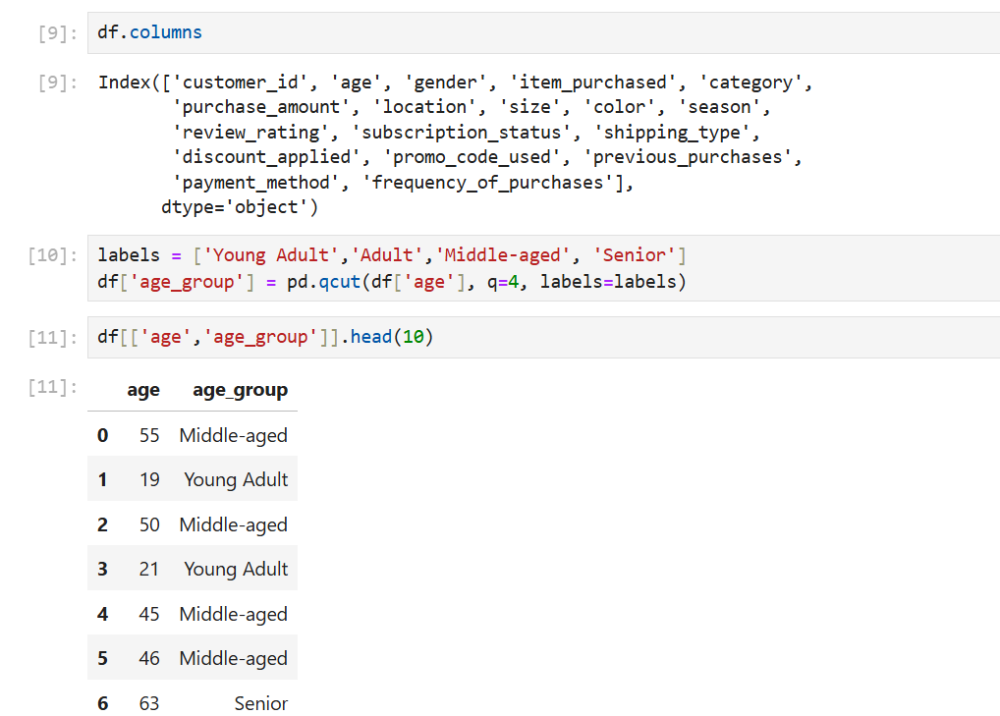 [9]: df.columns
[9]: Index(['customer_id', 'age', 'gender', 'item_purchased', 'category',
'purchase_amount', 'location', 'size', 'color', 'season',
'review_rating', 'subscription_status', 'shipping_type',
'discount_applied', 'promo_code_used', 'previous_purchases',
'payment_method', 'frequency_of_purchases'],
dtype='object')
[10]: labels = ['Young Adult','Adult','Middle-aged', 'Senior']
df['age_group'] = pd.qcut(df['age'], q=4, labels=labels)
[11]: df[['age','age_group']].head(10)
[11]: age age_group
0 55 Middle-aged
1 19 Young Adult
2 50 Middle-aged
3 21 Young Adult
4 45 Middle-aged
5 46 Middle-aged
6 63 Senior